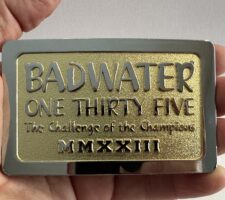 BADWATER
ONE THIRTY FIVE
The Challenge of the Champions
MMXXIII